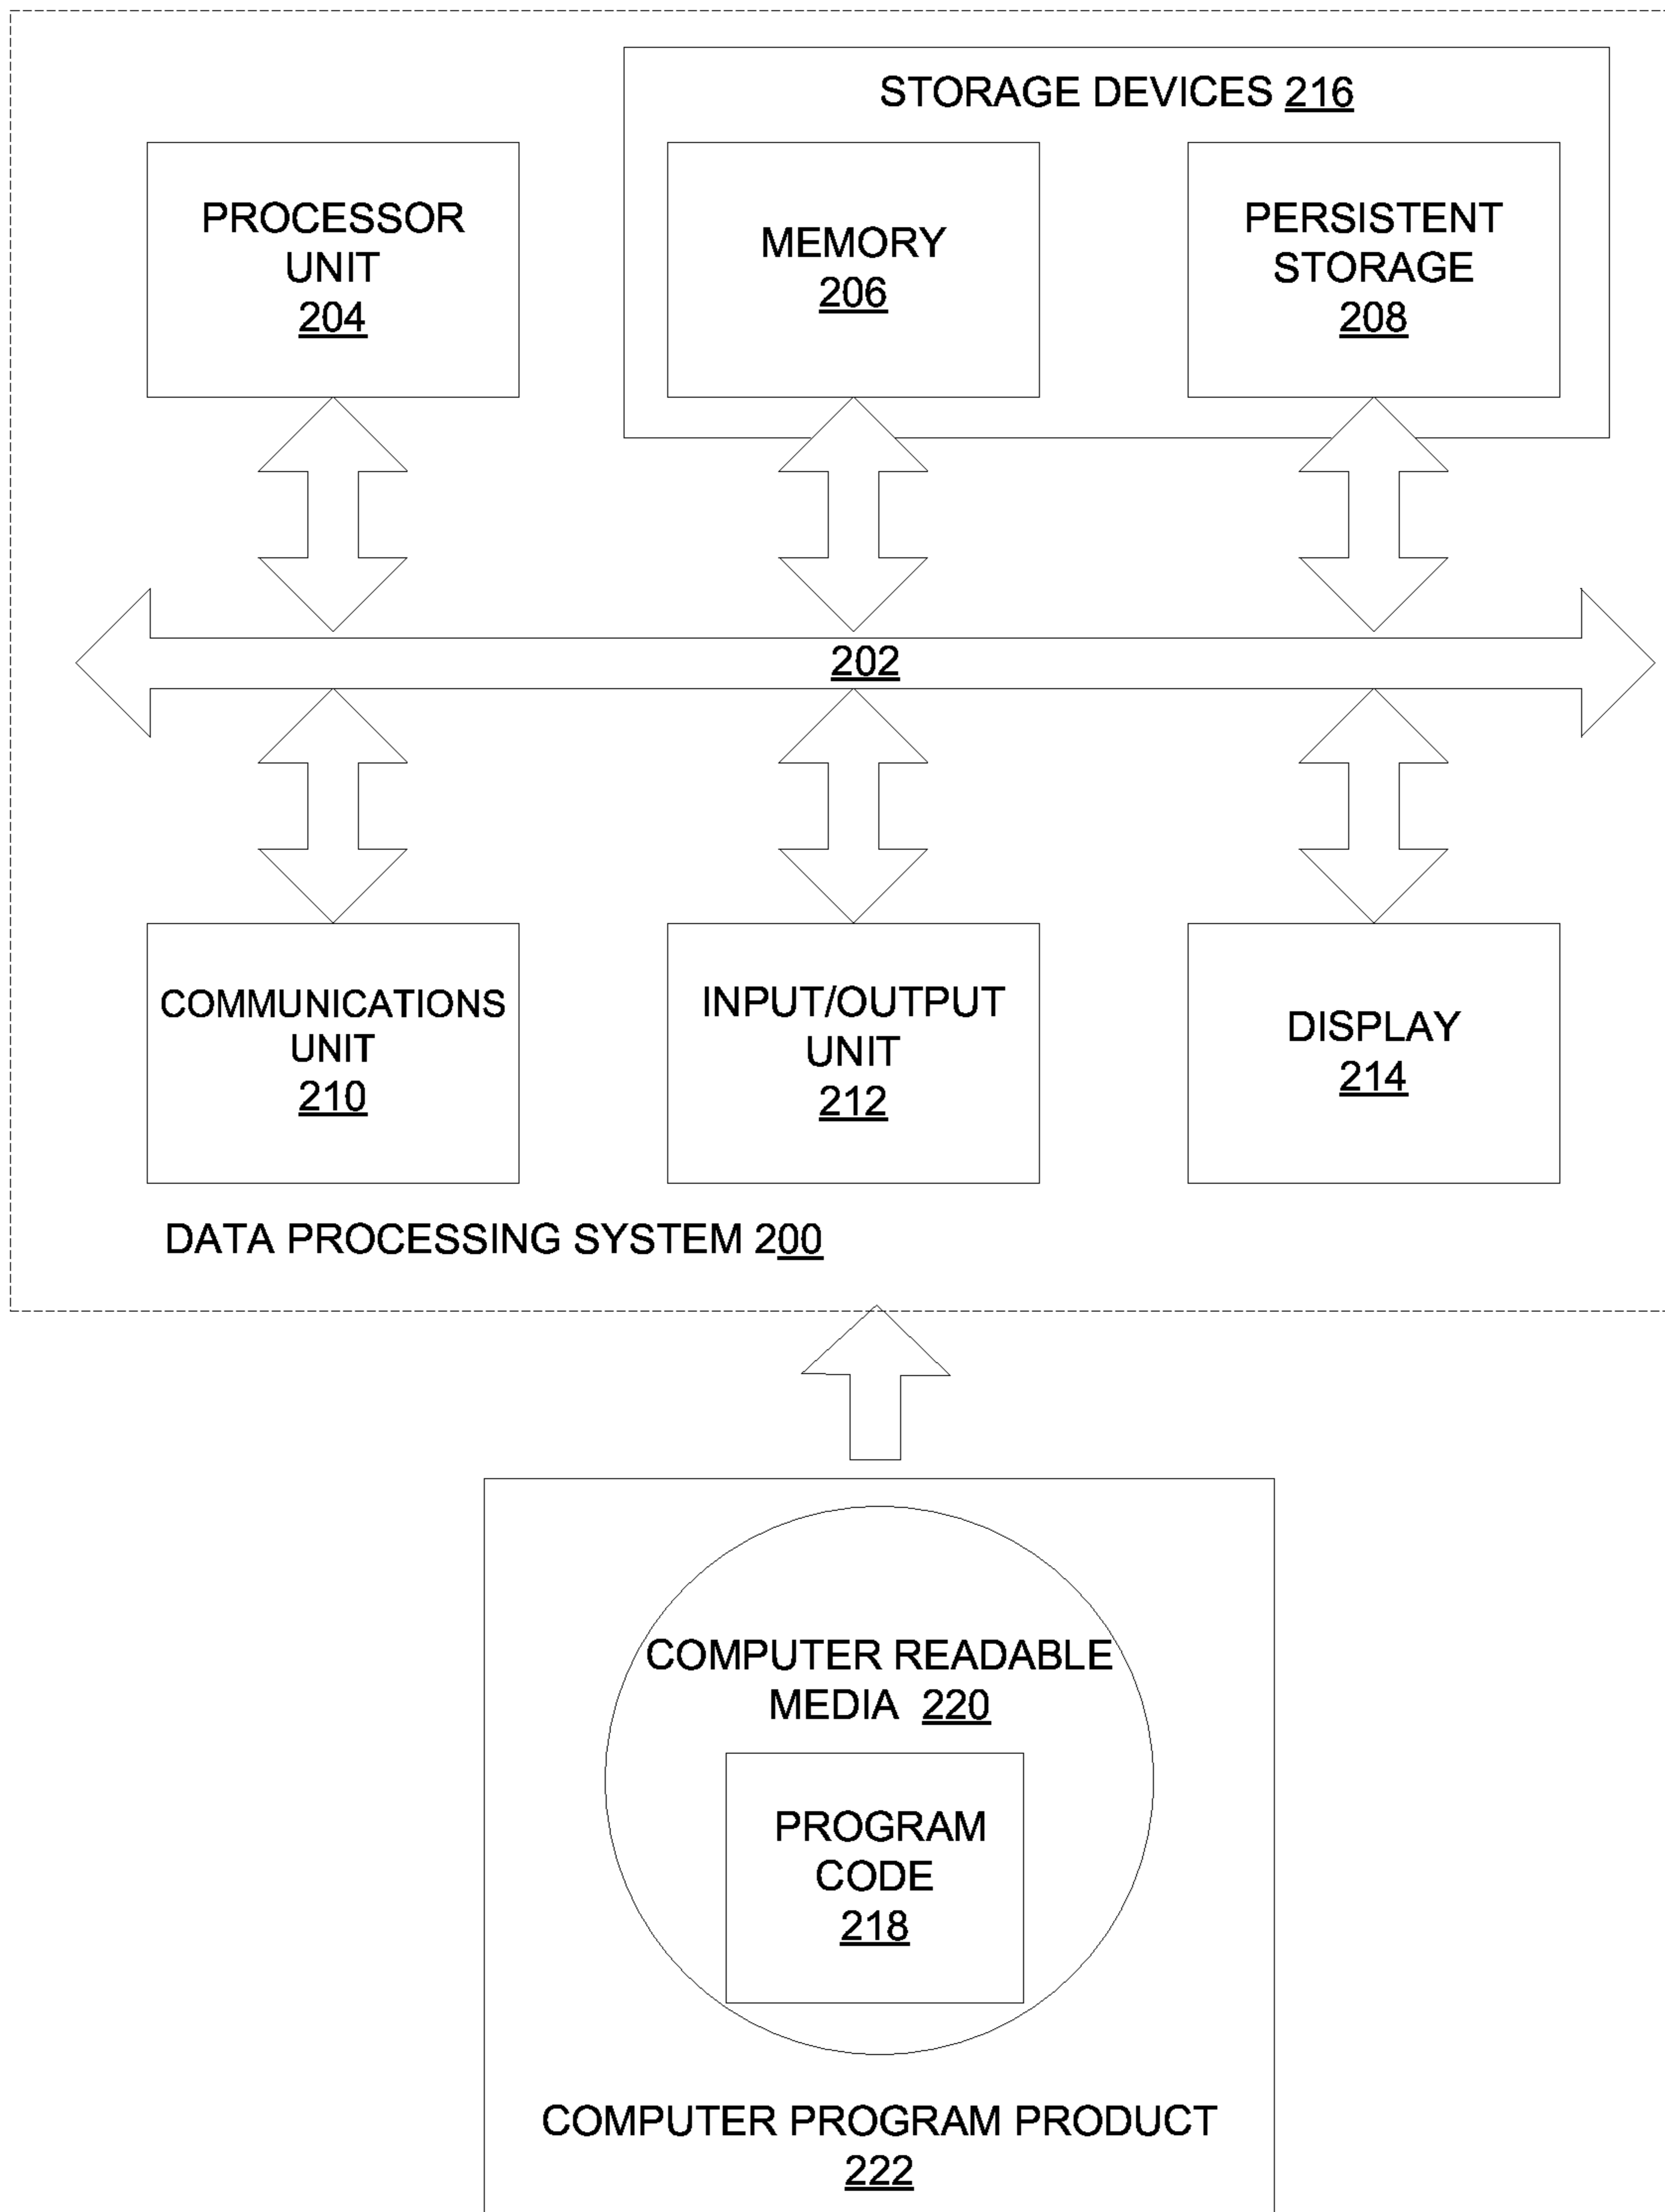 STORAGE DEVICES 216
PROCESSOR
UNIT
204
MEMORY
206
PERSISTENT
STORAGE
208
202
COMMUNICATIONS
UNIT
210
INPUT/OUTPUT
UNIT
212
DISPLAY
214
DATA PROCESSING SYSTEM 200
COMPUTER READABLE
MEDIA 220
PROGRAM
CODE
218
COMPUTER PROGRAM PRODUCT
222